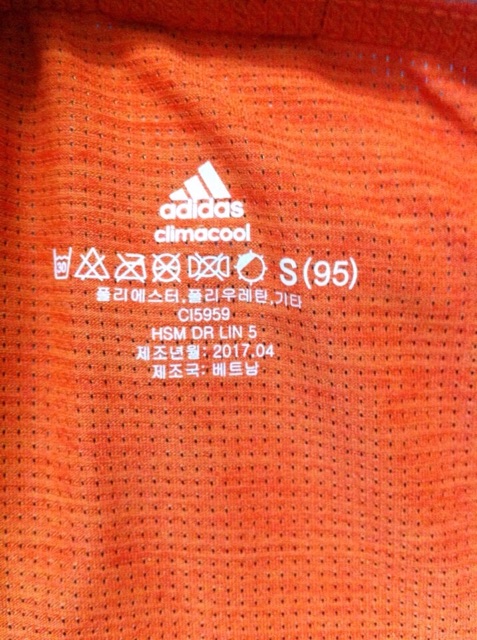 adidas
climacool
30 S(95)
폴리에스터,폴리우레탄,기타
CI5959
HSM DR LIN 5
제조년월: 2017.04
제조국: 베트남